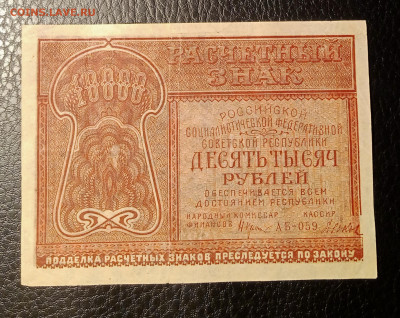 COINS.LAVE.RU
РАСЧЕТНЫЙ
ЗНАК
10000
РОССИЙСКОЙ
СОЦИАЛИСТИЧЕСКОЙ ФЕДЕРАТИВНОЙ
СОВЕТСКОЙ РЕСПУБЛИКИ
ДЕСЯТЬ ТЫСЯЧ
РУБЛЕЙ
ОБЕСПЕЧИВАЕТСЯ ВСЕМ
ДОСТОЯНИЕМ РЕСПУБЛИКИ
НАРОДНЫЙ КОМИССАР КАССИР
ФИНАНСОВ АБ-059
ПОДДЕЛКА РАСЧЕТНЫХ ЗНАКОВ ПРЕСЛЕДУЕТСЯ ПО ЗАКОНУ